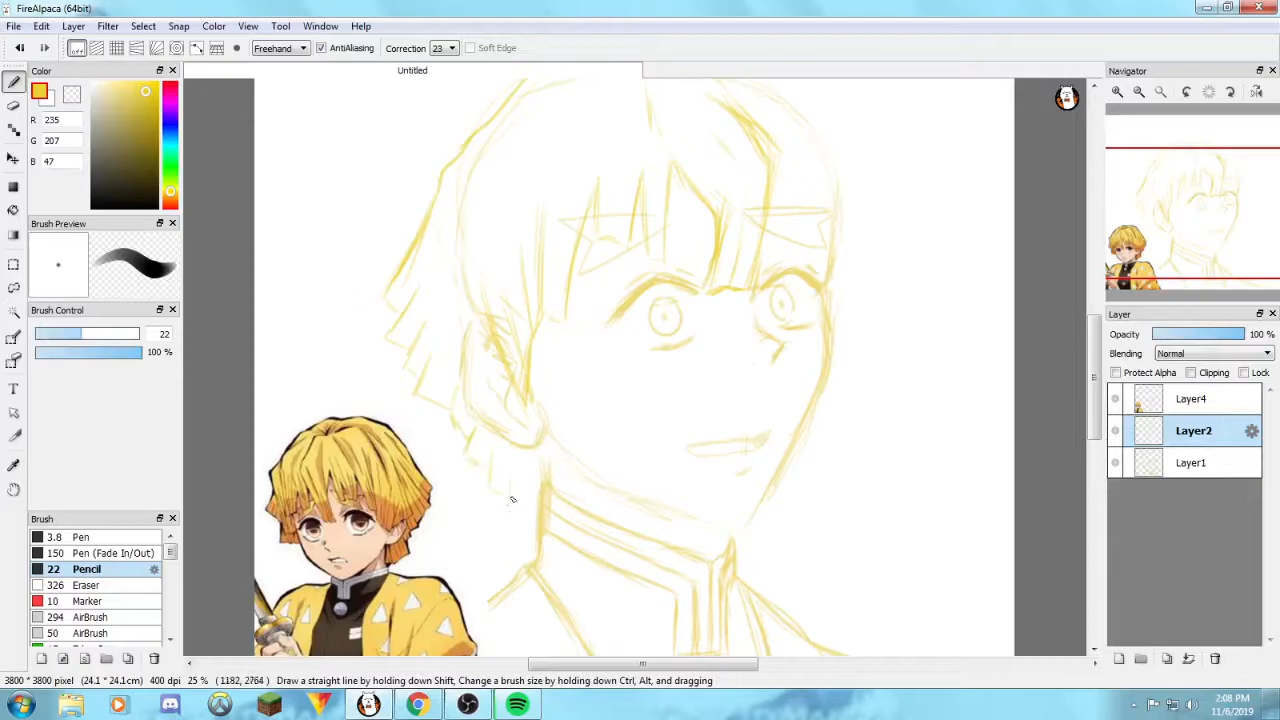 FireAlpaca (64bit)
File Edit Layer Filter Select Snap Color View Tool Window Help
Freehand AntiAliasing Correction 23 Soft Edge
Color
Untitled
Navigator
R 235
G 207
B 47
Brush Preview
Brush Control
22
100 %
Layer
Opacity 100 %
Blending Normal
Protect Alpha Clipping Lock
Layer4
Layer2
Layer1
Brush
3.8 Pen
150 Pen (Fade In/Out)
22 Pencil
326 Eraser
10 Marker
294 AirBrush
50 AirBrush
3800 * 3800 pixel (24.1 * 24.1cm) 400 dpi 25 % (1182, 2764) Draw a straight line by holding down Shift, Change a brush size by holding down Ctrl, Alt, and dragging
2:08 PM
11/6/2019